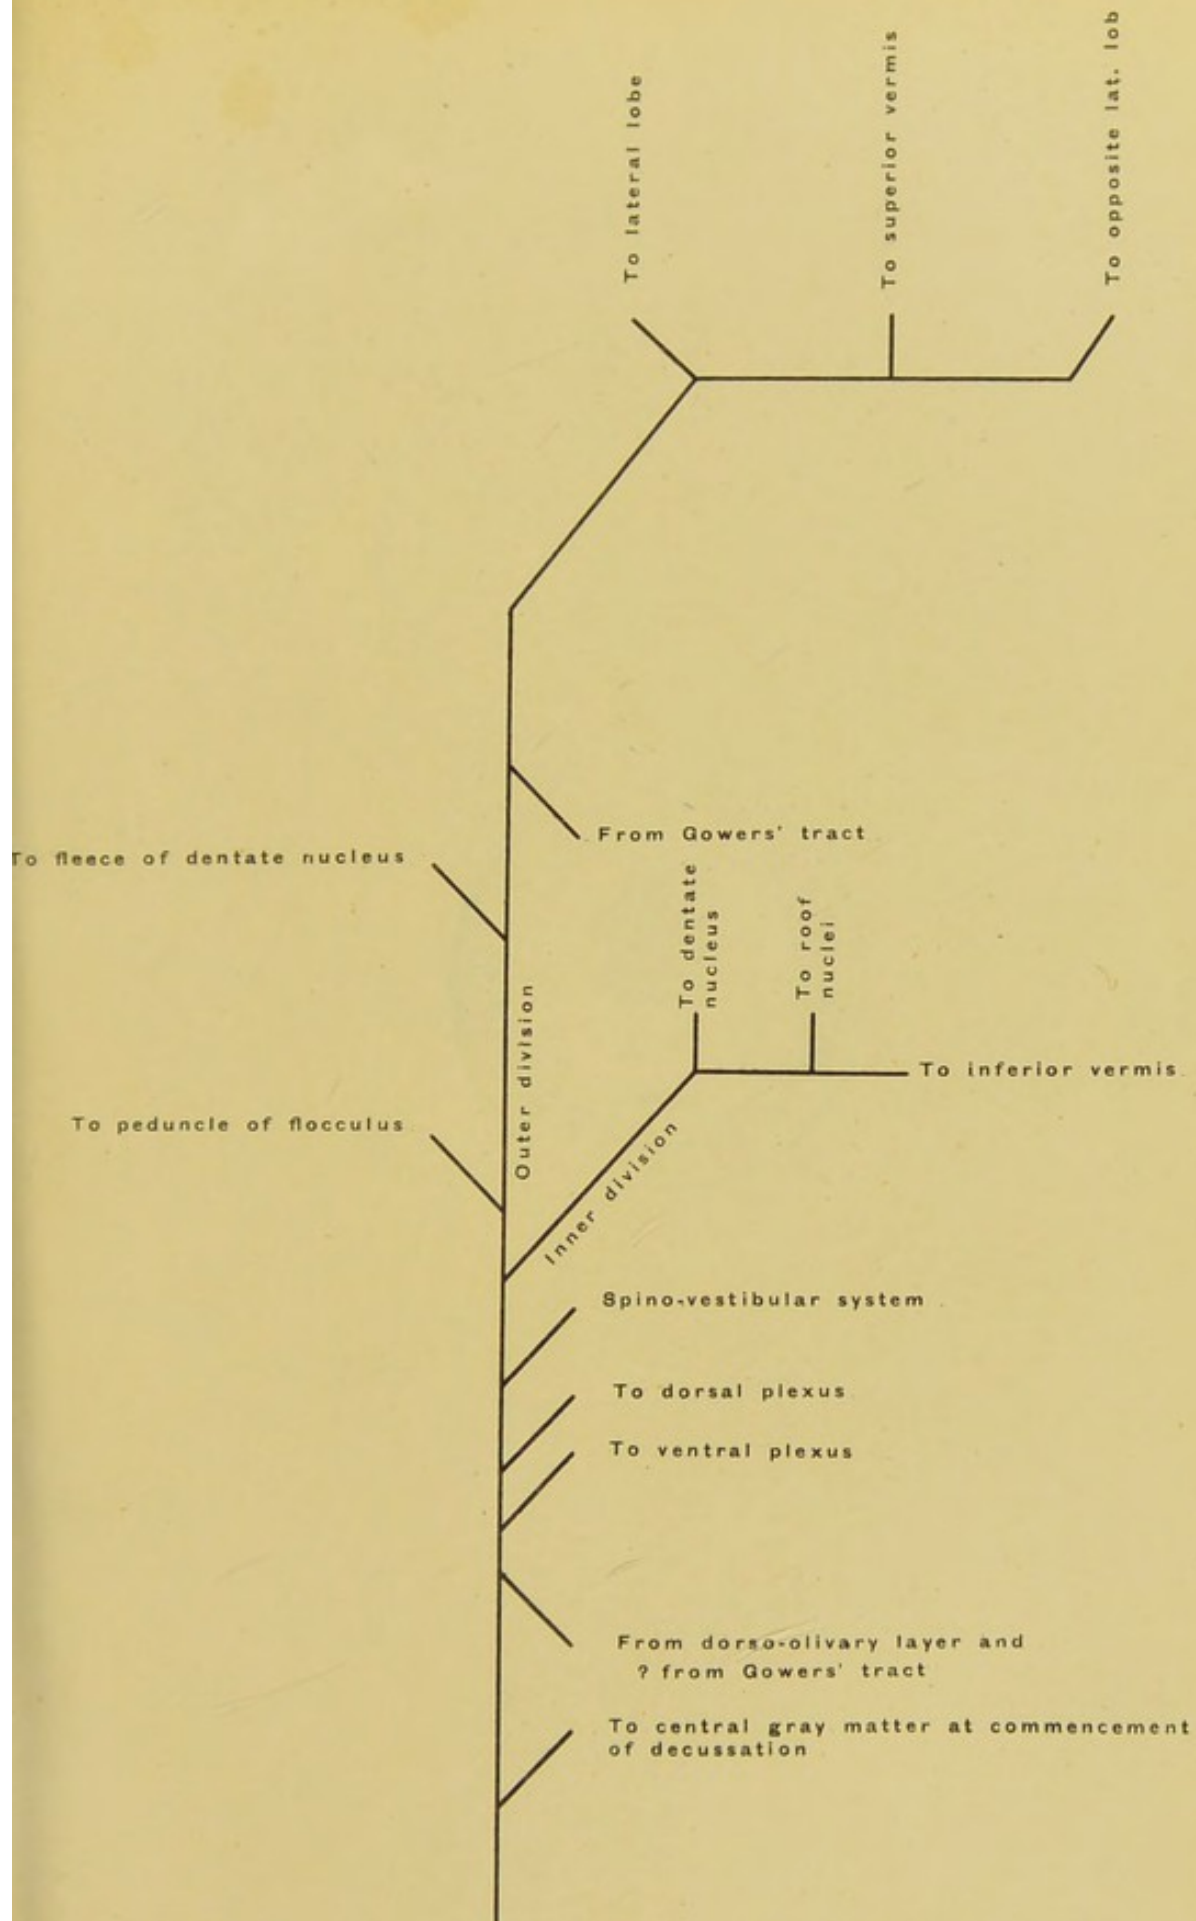 To lateral lobe
To superior vermis
To opposite lat. lob
From Gowers' tract
To fleece of dentate nucleus
To dentate
nucleus
To roof
nuclei
Outer division
To inferior vermis
To peduncle of flocculus
Inner division
Spino-vestibular system
To dorsal plexus
To ventral plexus
From dorso-olivary layer and
? from Gowers' tract
To central gray matter at commencement
of decussation